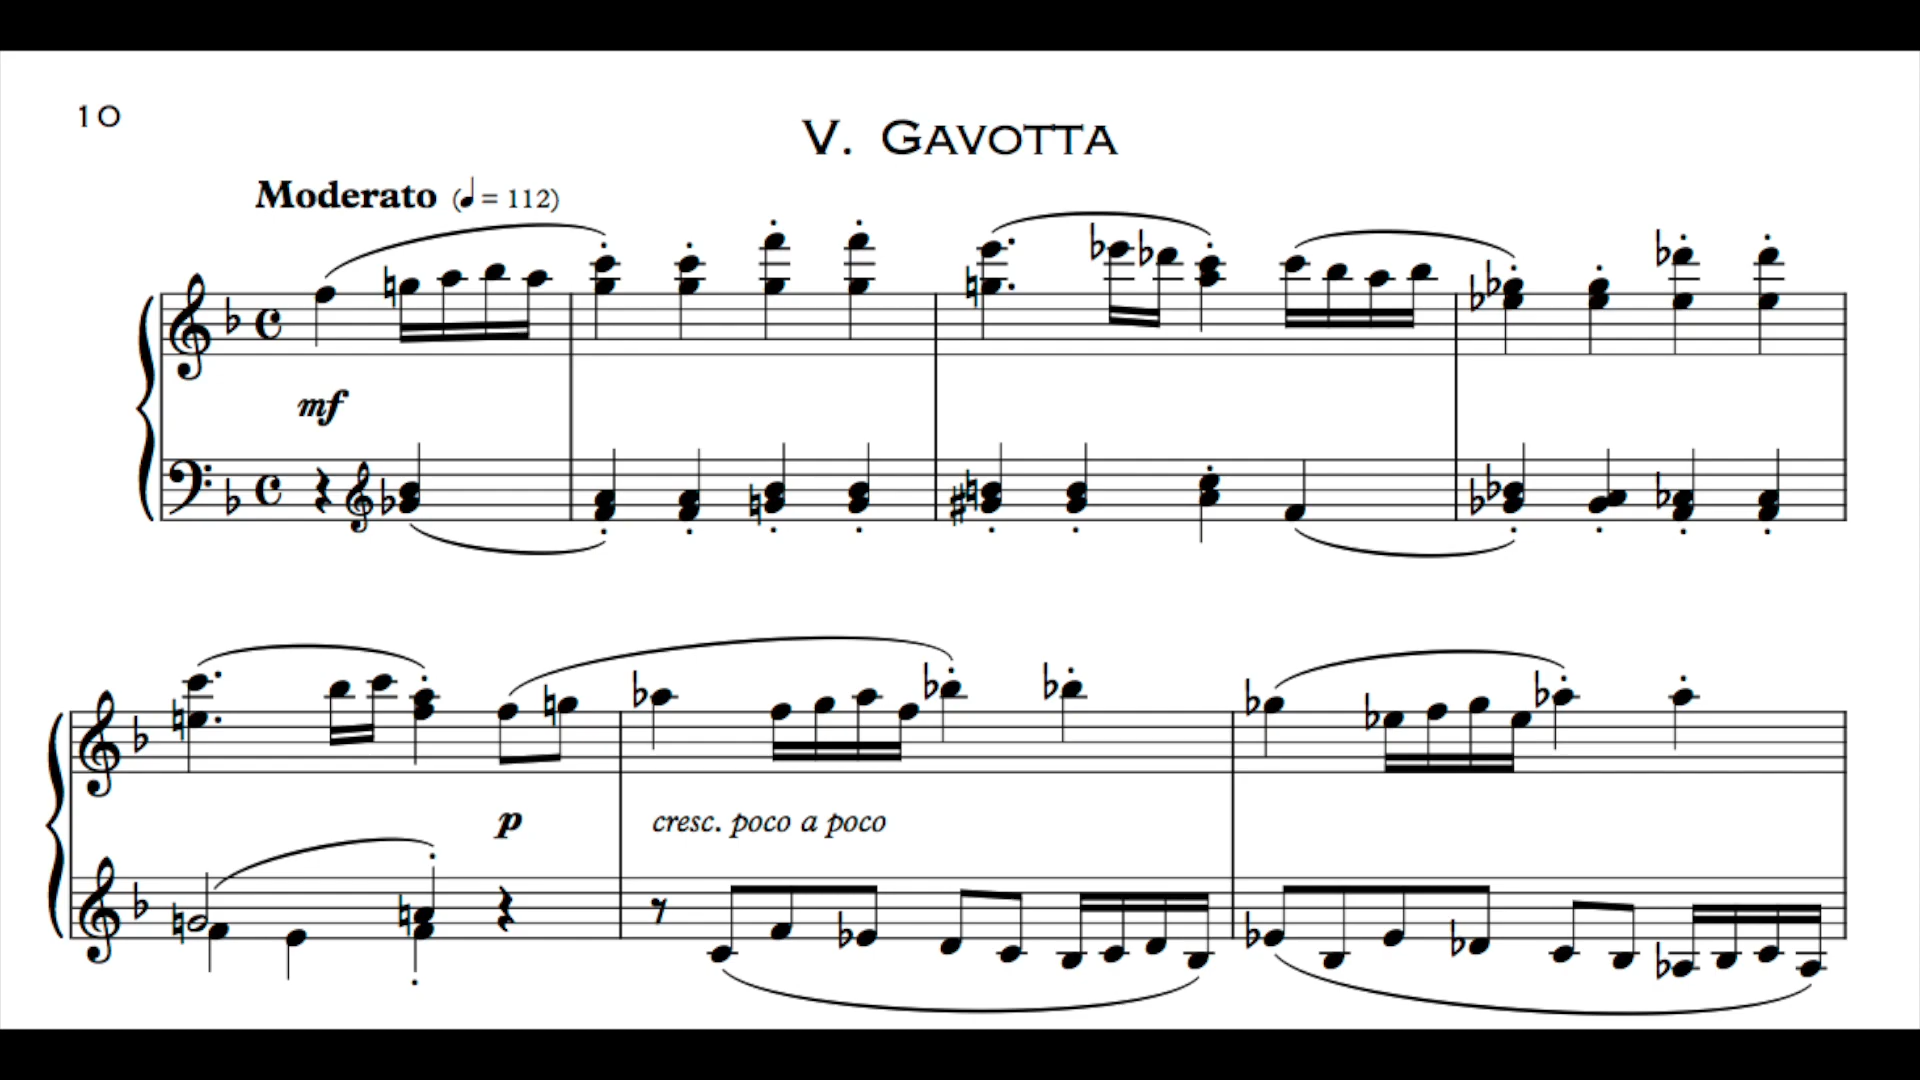 10
V. GAVOTTA
Moderato (♩ = 112)
mf
p
cresc. poco a poco